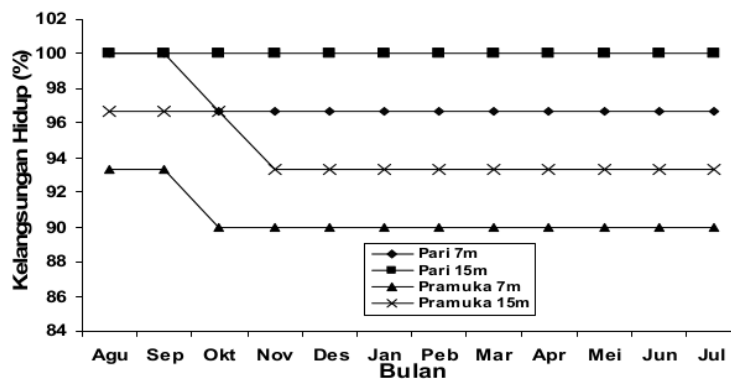 Kelangsungan Hidup (%)
102
100
98
96
94
92
90
88
86
84
Pari 7m
Pari 15m
Pramuka 7m
Pramuka 15m
Agu Sep Okt Nov Des Jan Peb Mar Apr Mei Jun Jul
Bulan